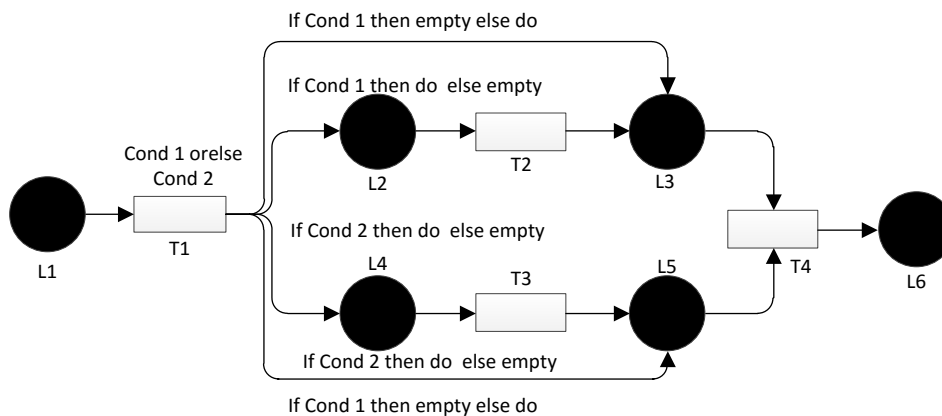 If Cond 1 then empty else do
If Cond 1 then do  else empty
Cond 1 orelse
Cond 2
L2
T2
L3
L1
T1
If Cond 2 then do  else empty
L4
T3
L5
T4
L6
If Cond 2 then do  else empty
If Cond 1 then empty else do